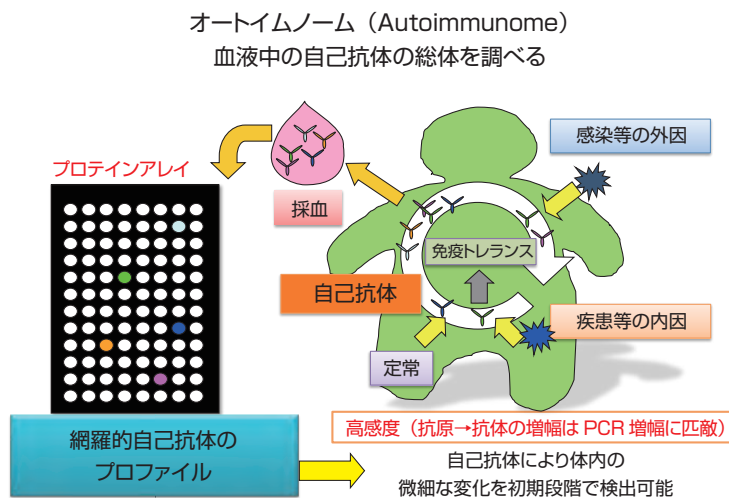 オートイムノーム（Autoimmunome）
血液中の自己抗体の総体を調べる
プロテインアレイ
採血
感染等の外因
免疫トレランス
自己抗体
定常
疾患等の内因
網羅的自己抗体の
プロファイル
高感度（抗原→抗体の増幅は PCR 増幅に匹敵）
自己抗体により体内の
微細な変化を初期段階で検出可能